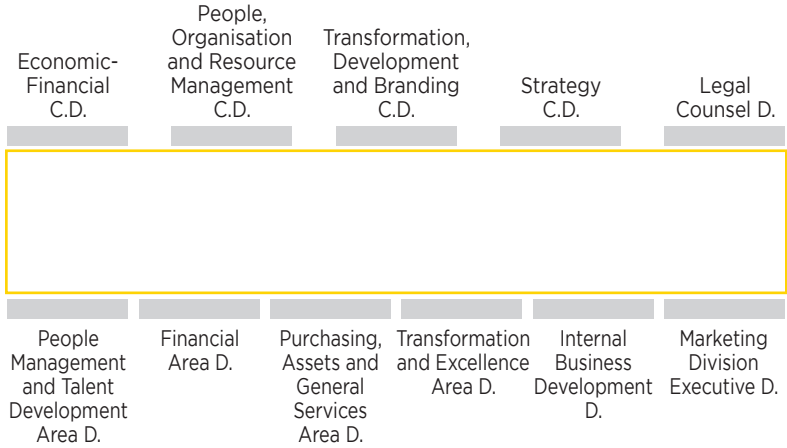 Economic-
Financial
C.D.
People,
Organisation
and Resource
Management
C.D.
Transformation,
Development
and Branding
C.D.
Strategy
C.D.
Legal
Counsel D.
People
Management
and Talent
Development
Area D.
Financial
Area D.
Purchasing,
Assets and
General
Services
Area D.
Transformation
and Excellence
Area D.
Internal
Business
Development
D.
Marketing
Division
Executive D.